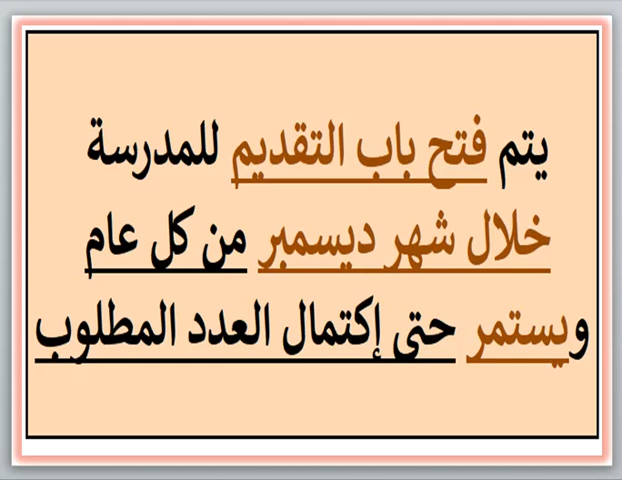 يتم فتح باب التقديم للمدرسة
خلال شهر ديسمبر من كل عام
ويستمر حتى إكتمال العدد المطلوب